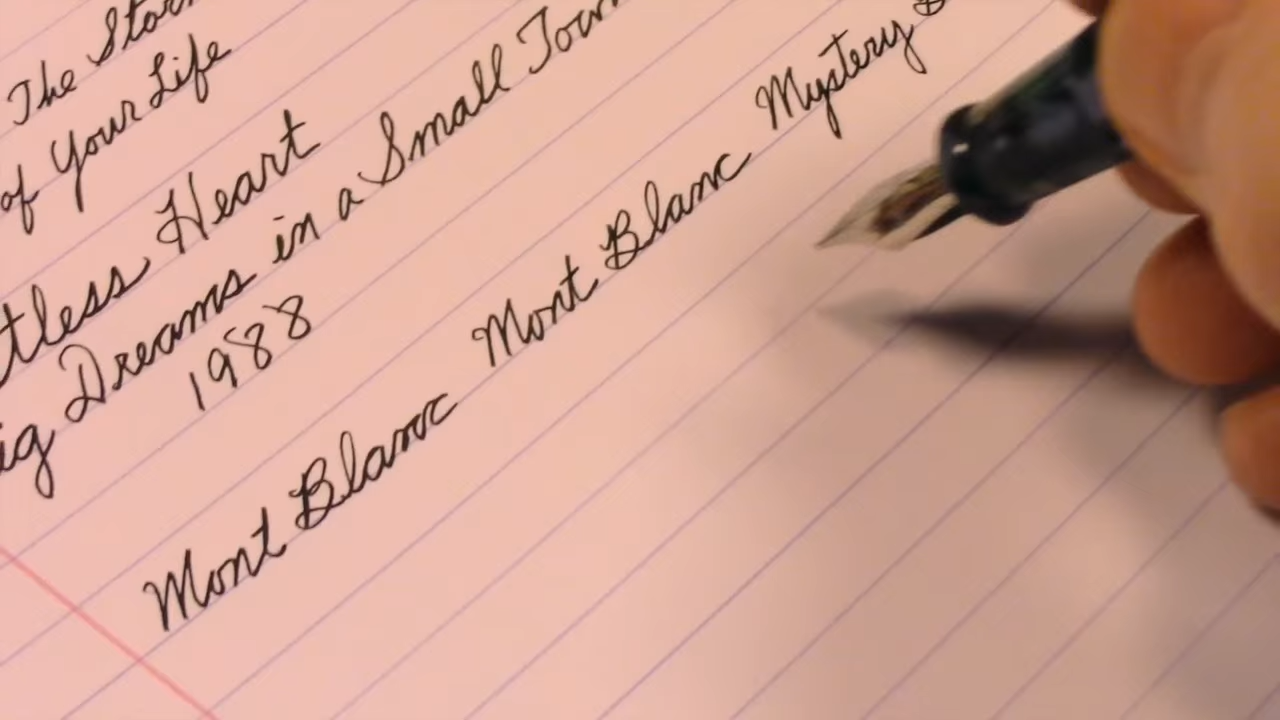 The Stor
of Your Life
tless Heart
ig Dreams in a Small Town
1988
Mont Blanc Mont Blanc Mystery B